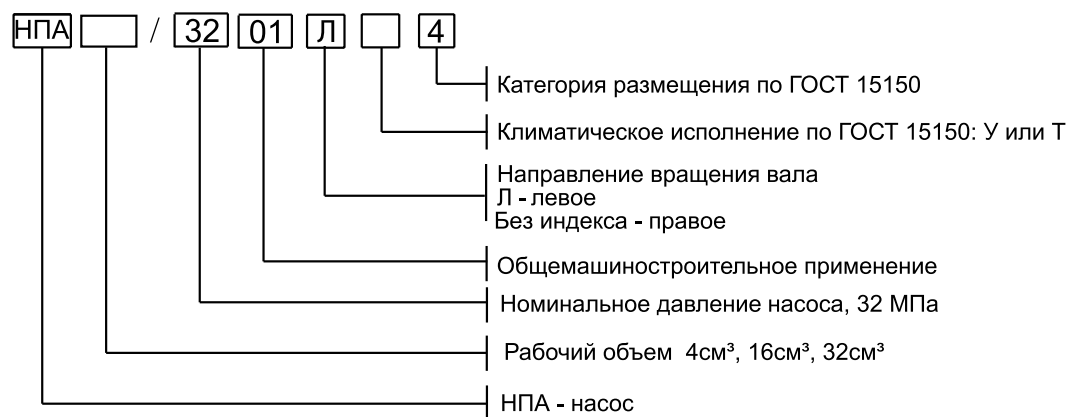 НПА / 32 01 Л 4
Категория размещения по ГОСТ 15150
Климатическое исполнение по ГОСТ 15150: У или Т
Направление вращения вала
Л - левое
Без индекса - правое
Общемашиностроительное применение
Номинальное давление насоса, 32 МПа
Рабочий объем 4см³, 16см³, 32см³
НПА - насос